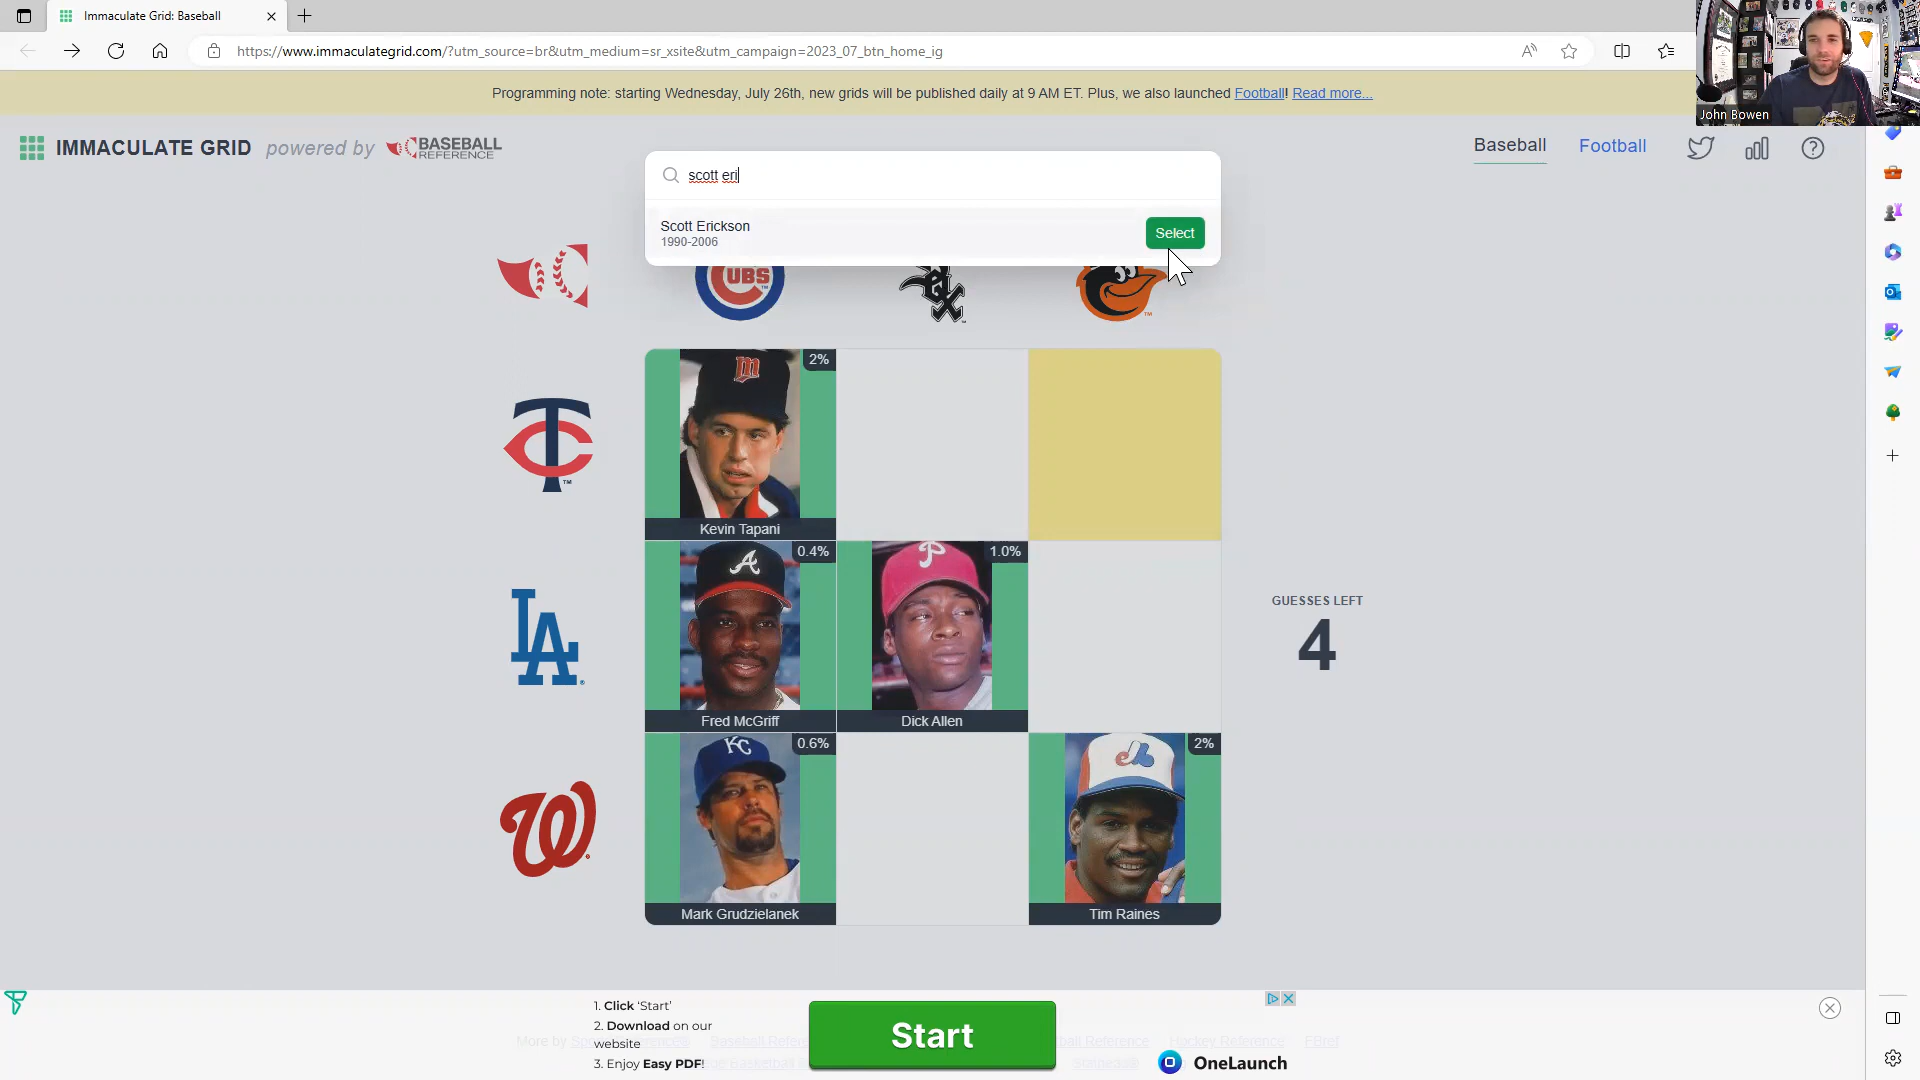 Immaculate Grid: Baseball
https://www.immaculategrid.com/?utm_source=br&utm_medium=sr_xsite&utm_campaign=2023_07_btn_home_ig
John Bowen
Programming note: starting Wednesday, July 26th, new grids will be published daily at 9 AM ET. Plus, we also launched Football! Read more...
IMMACULATE GRID powered by BASEBALL REFERENCE
Baseball Football
scott eri
Scott Erickson
1990-2006
Select
CUBS
2%
Kevin Tapani
0.4%
1.0%
GUESSES LEFT
4
Fred McGriff
Dick Allen
0.6%
2%
Mark Grudzielanek
Tim Raines
1. Click ‘Start’
2. Download on our
website
3. Enjoy Easy PDF!
Start
OneLaunch